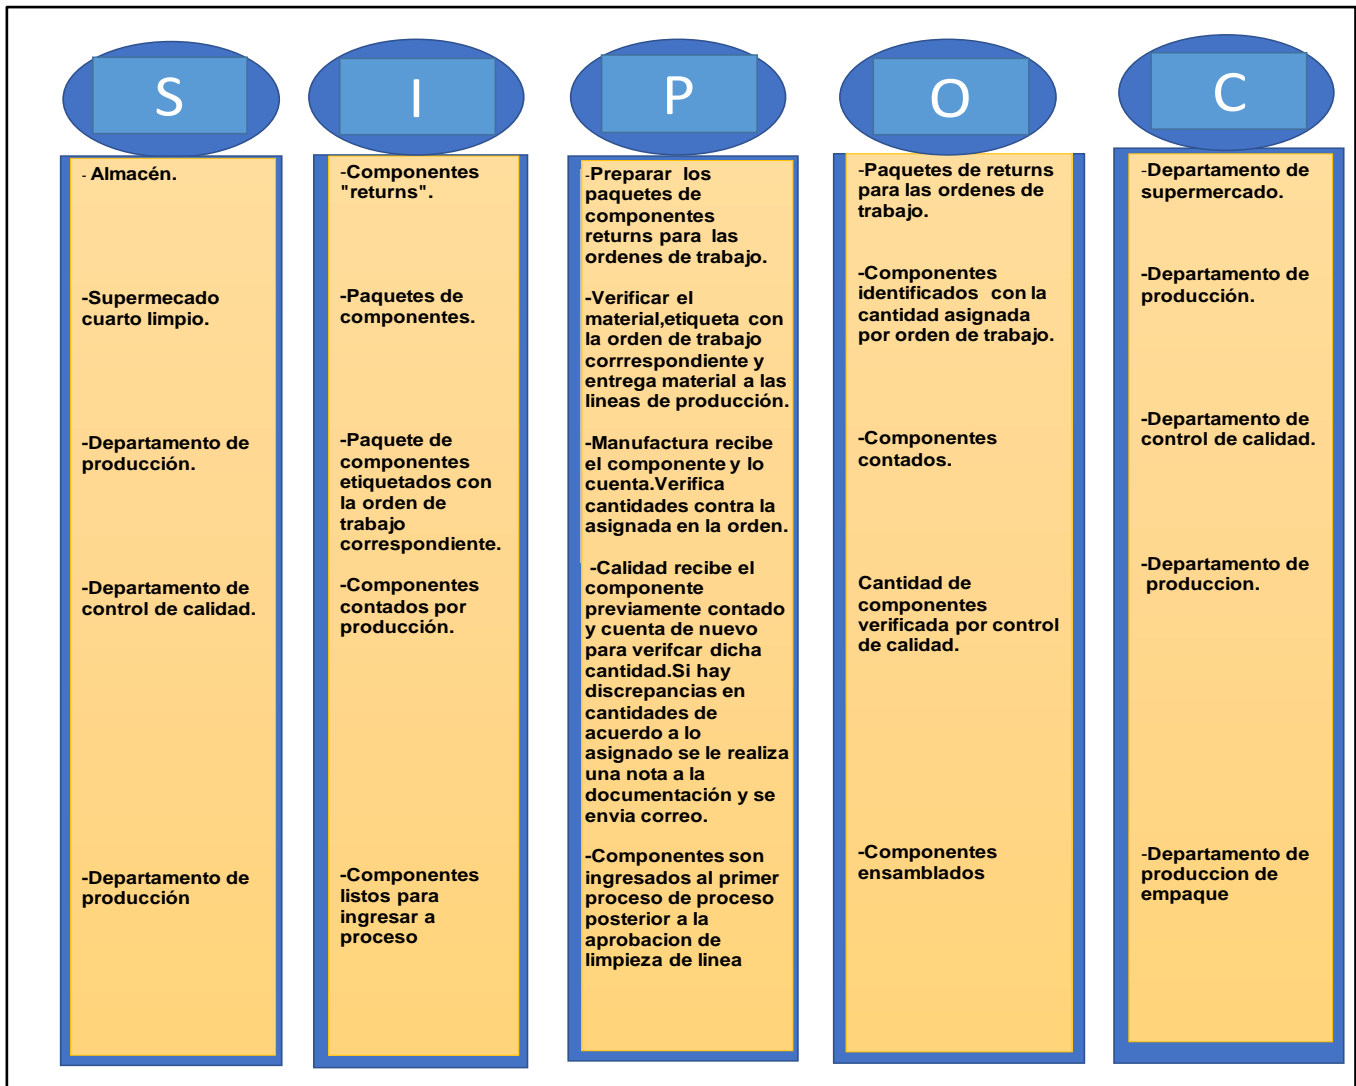 S
- Almacén.
-Supermecado
cuarto limpio.
-Departamento de
producción.
-Departamento de
control de calidad.
-Departamento de
producción
I
-Componentes
"returns".
-Paquetes de
componentes.
-Paquete de
componentes
etiquetados con
la orden de
trabajo
correspondiente.
-Componentes
contados por
producción.
-Componentes
listos para
ingresar a
proceso
P
-Preparar los
paquetes de
componentes
returns para las
ordenes de trabajo.
-Verificar el
material,etiqueta con
la orden de trabajo
corrrespondiente y
entrega material a las
lineas de producción.
-Manufactura recibe
el componente y lo
cuenta.Verifica
cantidades contra la
asignada en la orden.
-Calidad recibe el
componente
previamente contado
y cuenta de nuevo
para verifcar dicha
cantidad.Si hay
discrepancias en
cantidades de
acuerdo a lo
asignado se le realiza
una nota a la
documentación y se
envia correo.
-Componentes son
ingresados al primer
proceso de proceso
posterior a la
aprobacion de
limpieza de linea
O
-Paquetes de returns
para las ordenes de
trabajo.
-Componentes
identificados con la
cantidad asignada
por orden de trabajo.
-Componentes
contados.
Cantidad de
componentes
verificada por control
de calidad.
-Componentes
ensamblados
C
-Departamento de
supermercado.
-Departamento de
producción.
-Departamento de
control de calidad.
-Departamento de
produccion.
-Departamento de
produccion de
empaque